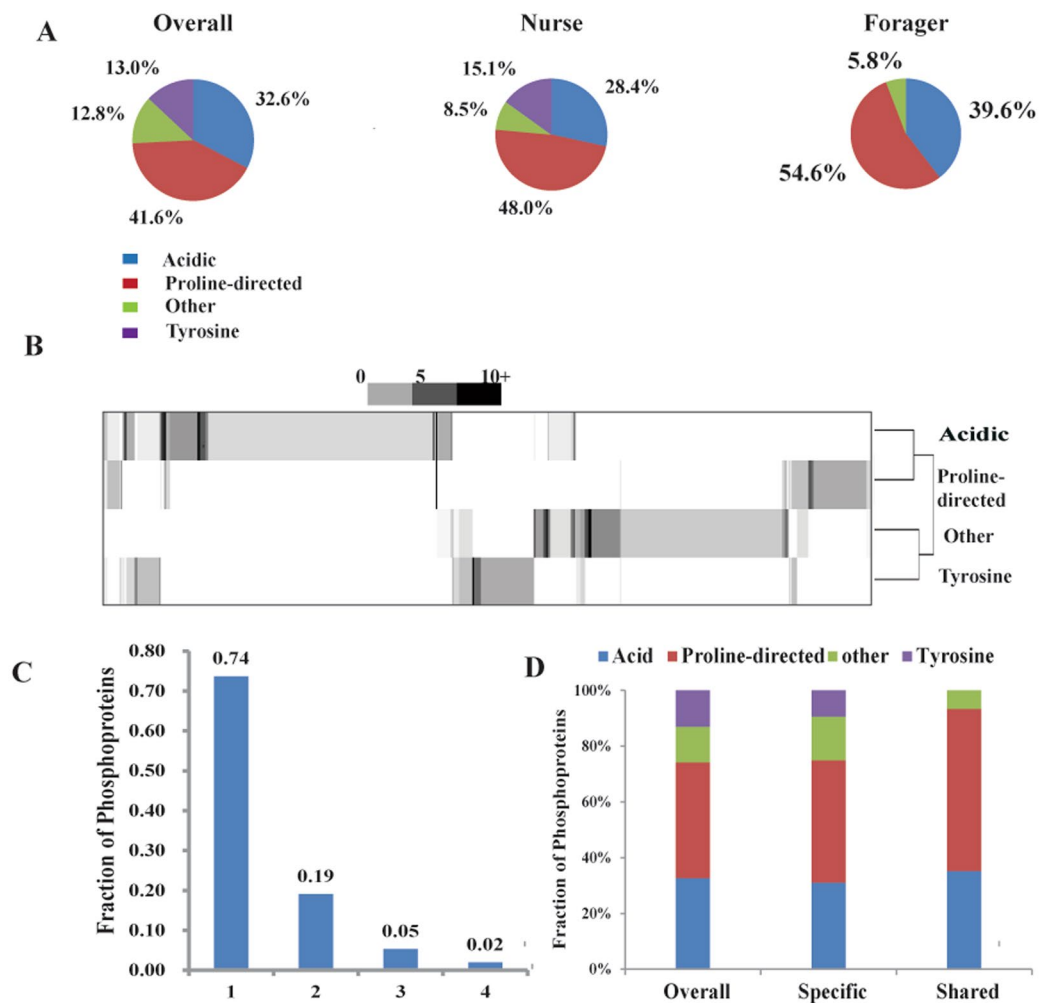 A
Overall
Nurse
Forager
13.0%
32.6%
12.8%
41.6%
15.1%
28.4%
8.5%
48.0%
5.8%
39.6%
54.6%
Acidic
Proline-directed
Other
Tyrosine
B
0 5 10+
Acidic
Proline-
directed
Other
Tyrosine
C
Fraction of Phosphoproteins
0.80
0.70
0.60
0.50
0.40
0.30
0.20
0.10
0.00
0.74
0.19
0.05
0.02
1 2 3 4
D
Acid Proline-directed other Tyrosine
Fraction of Phosphoproteins
100%
80%
60%
40%
20%
0%
Overall Specific Shared